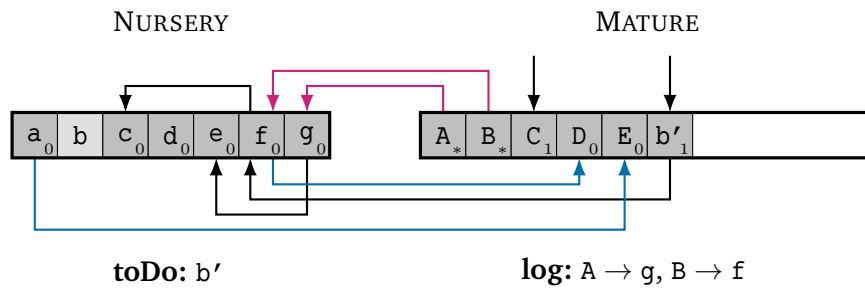 NURSERY MATURE
a₀ b c₀ d₀ e₀ f₀ g₀ A* B* C₁ D₀ E₀ b′₁
toDo: b′ log: A → g, B → f